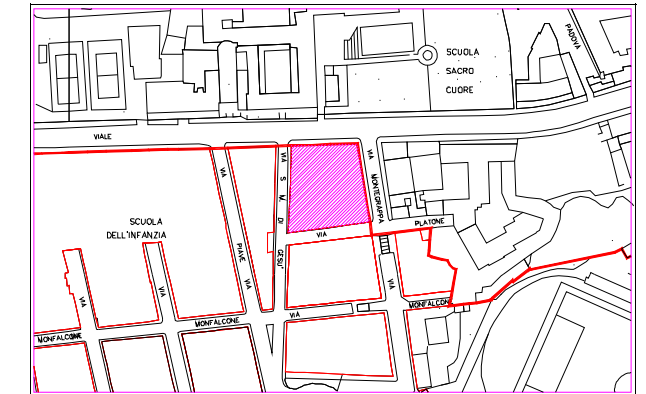 SCUOLA
SACRO
CUORE
PADOVA
VIALE
VIA
S. M. DI
GESU'
VIA
MONTEGRAPPA
VIA
PIAVE
VIA
SCUOLA
DELL'INFANZIA
VIA
PLATONE
VIA
VIA
VIA
VIA
MONFALCONE
MONFALCONE
MONFALCONE